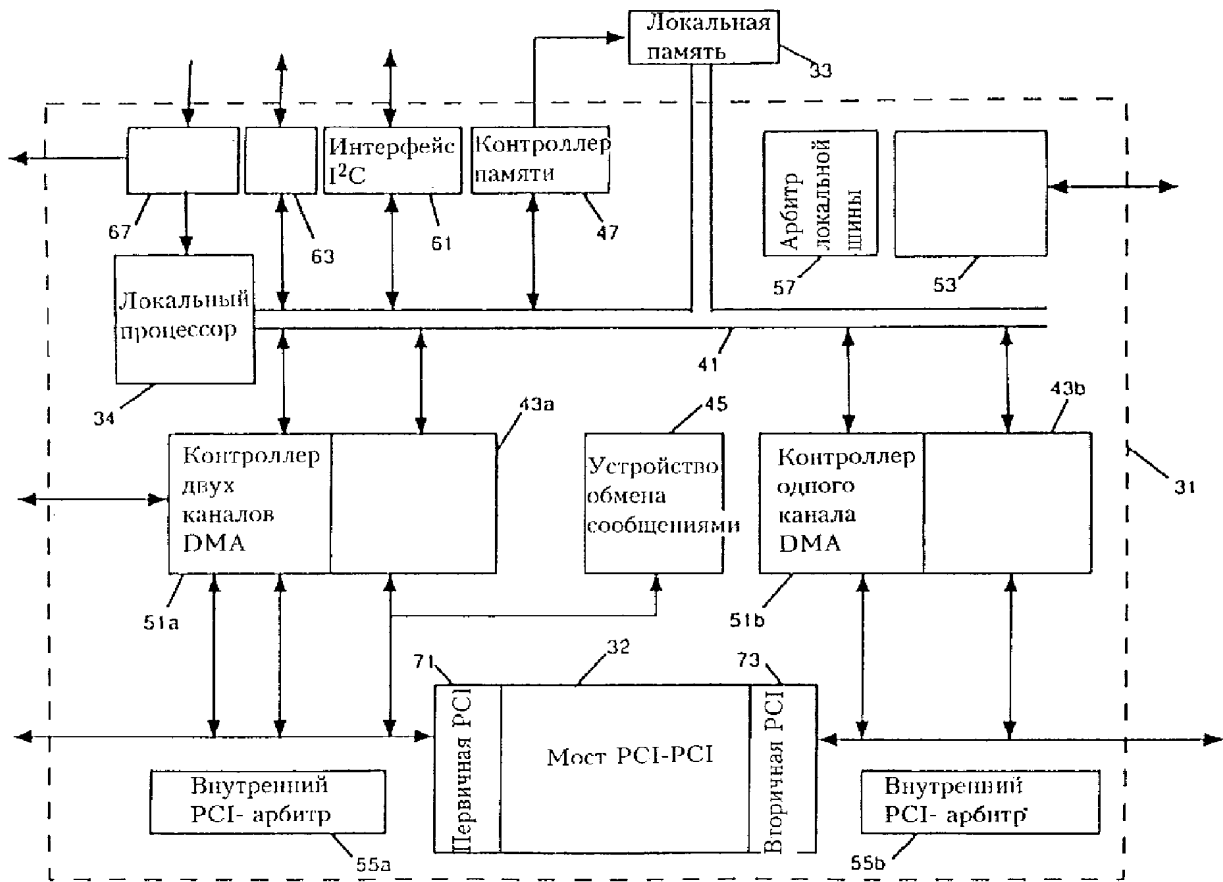 Локальная
память
33
Интерфейс
I²C
Контроллер
памяти
Арбитр
локальной
шины
67
63
61
47
57
53
Локальный
процессор
34
41
43a
45
43b
31
Контроллер
двух
каналов
DMA
Устройство
обмена
сообщениями
Контроллер
одного
канала
DMA
51a
51b
71
32
73
Первичная PCI
Мост PCI-PCI
Вторичная PCI
Внутренний
PCI- арбитр
Внутренний
PCI- арбитр
55a
55b